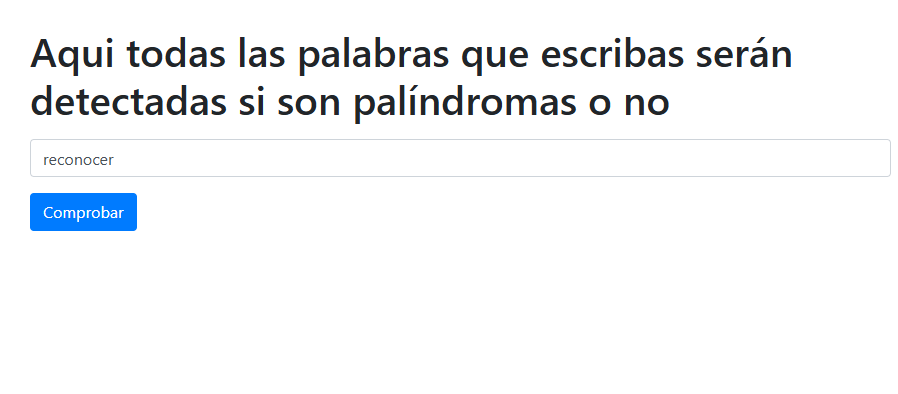 Aqui todas las palabras que escribas serán
detectadas si son palíndromas o no
reconocer
Comprobar